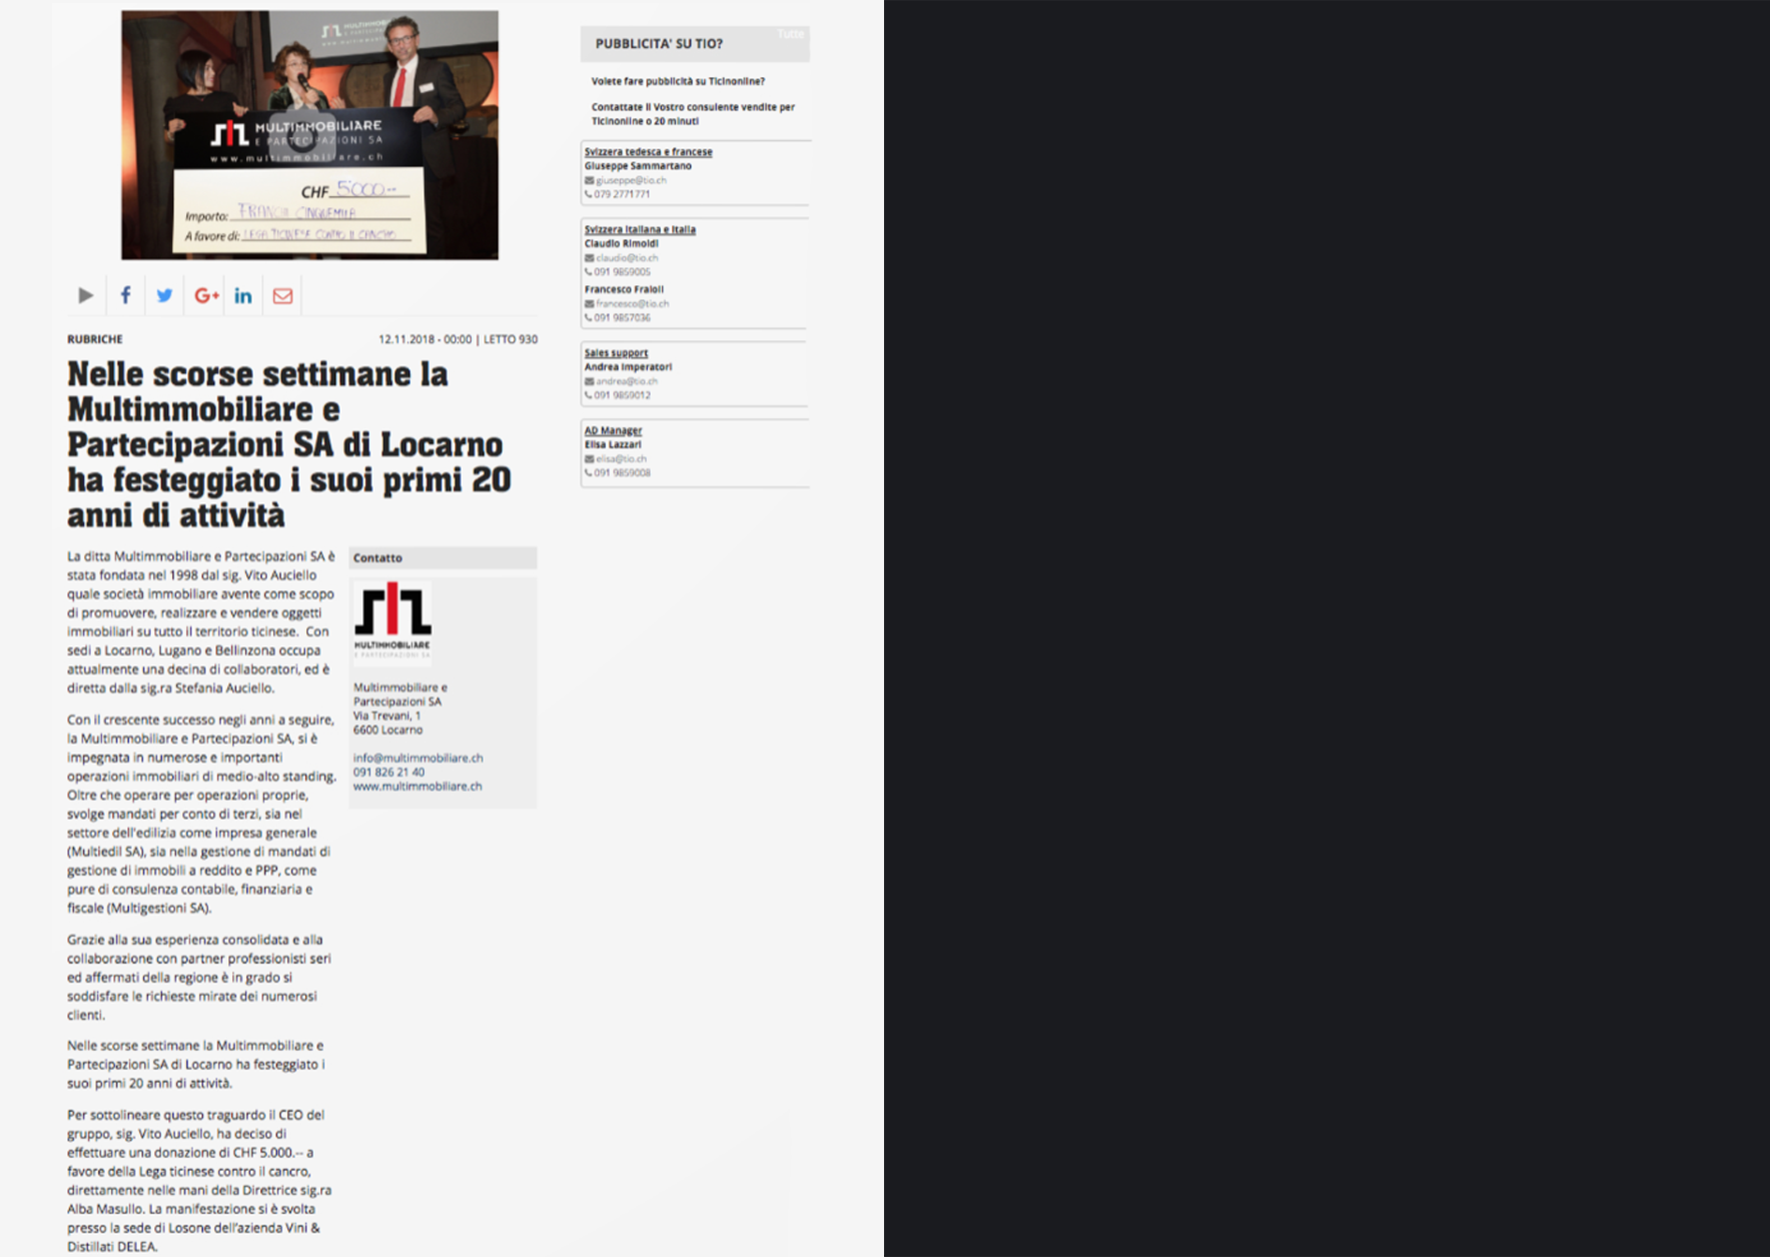 MULTIMMOBILIARE
E PARTECIPAZIONI SA
www.multimmobiliare.ch
CHF 5000.--
Importo: FRANCHI CINQUEMILA
A favore di: LEGA TICINESE CONTRO IL CANCRO
RUBRICHE
12.11.2018 - 00:00 | LETTO 930
Nelle scorse settimane la
Multimmobiliare e
Partecipazioni SA di Locarno
ha festeggiato i suoi primi 20
anni di attività
La ditta Multimmobiliare e Partecipazioni SA è
stata fondata nel 1998 dal sig. Vito Auciello
quale società immobiliare avente come scopo
di promuovere, realizzare e vendere oggetti
immobiliari su tutto il territorio ticinese. Con
sedi a Locarno, Lugano e Bellinzona occupa
attualmente una decina di collaboratori, ed è
diretta dalla sig.ra Stefania Auciello.
Con il crescente successo negli anni a seguire,
la Multimmobiliare e Partecipazioni SA, si è
impegnata in numerose e importanti
operazioni immobiliari di medio-alto standing.
Oltre che operare per operazioni proprie,
svolge mandati per conto di terzi, sia nel
settore dell'edilizia come impresa generale
(Multiedil SA), sia nella gestione di mandati di
gestione di immobili a reddito e PPP, come
pure di consulenza contabile, finanziaria e
fiscale (Multigestioni SA).
Grazie alla sua esperienza consolidata e alla
collaborazione con partner professionisti seri
ed affermati della regione è in grado si
soddisfare le richieste mirate dei numerosi
clienti.
Nelle scorse settimane la Multimmobiliare e
Partecipazioni SA di Locarno ha festeggiato i
suoi primi 20 anni di attività.
Per sottolineare questo traguardo il CEO del
gruppo, sig. Vito Auciello, ha deciso di
effettuare una donazione di CHF 5.000.-- a
favore della Lega ticinese contro il cancro,
direttamente nelle mani della Direttrice sig.ra
Alba Masullo. La manifestazione si è svolta
presso la sede di Losone dell'azienda Vini &
Distillati DELEA.
Contatto
MULTIMMOBILIARE
E PARTECIPAZIONI SA
Multimmobiliare e
Partecipazioni SA
Via Trevani, 1
6600 Locarno
info@multimmobiliare.ch
091 826 21 40
www.multimmobiliare.ch
PUBBLICITA' SU TIO?
Tutte
Volete fare pubblicità su Ticinonline?
Contattate il Vostro consulente vendite per
Ticinonline o 20 minuti
Svizzera tedesca e francese
Giuseppe Sammartano
giuseppe@tio.ch
079 2771771
Svizzera italiana e Italia
Claudio Rimoldi
claudio@tio.ch
091 9859005
Francesco Fraioli
francesco@tio.ch
091 9857036
Sales support
Andrea Imperatori
andrea@tio.ch
091 9859012
AD Manager
Elisa Lazzari
elisa@tio.ch
091 9859008